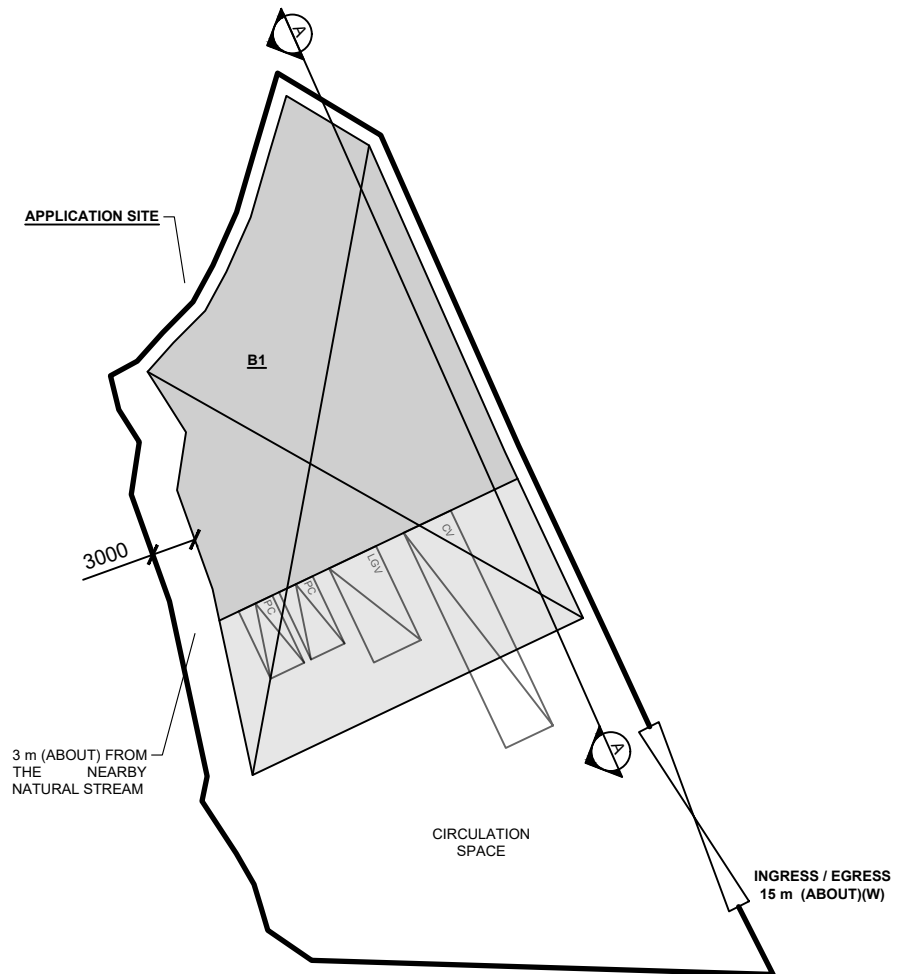 A
APPLICATION SITE
B1
CV
LGV
3000
PC
PC
A
3 m (ABOUT) FROM
THE NEARBY
NATURAL STREAM
CIRCULATION
SPACE
INGRESS / EGRESS
15 m (ABOUT)(W)